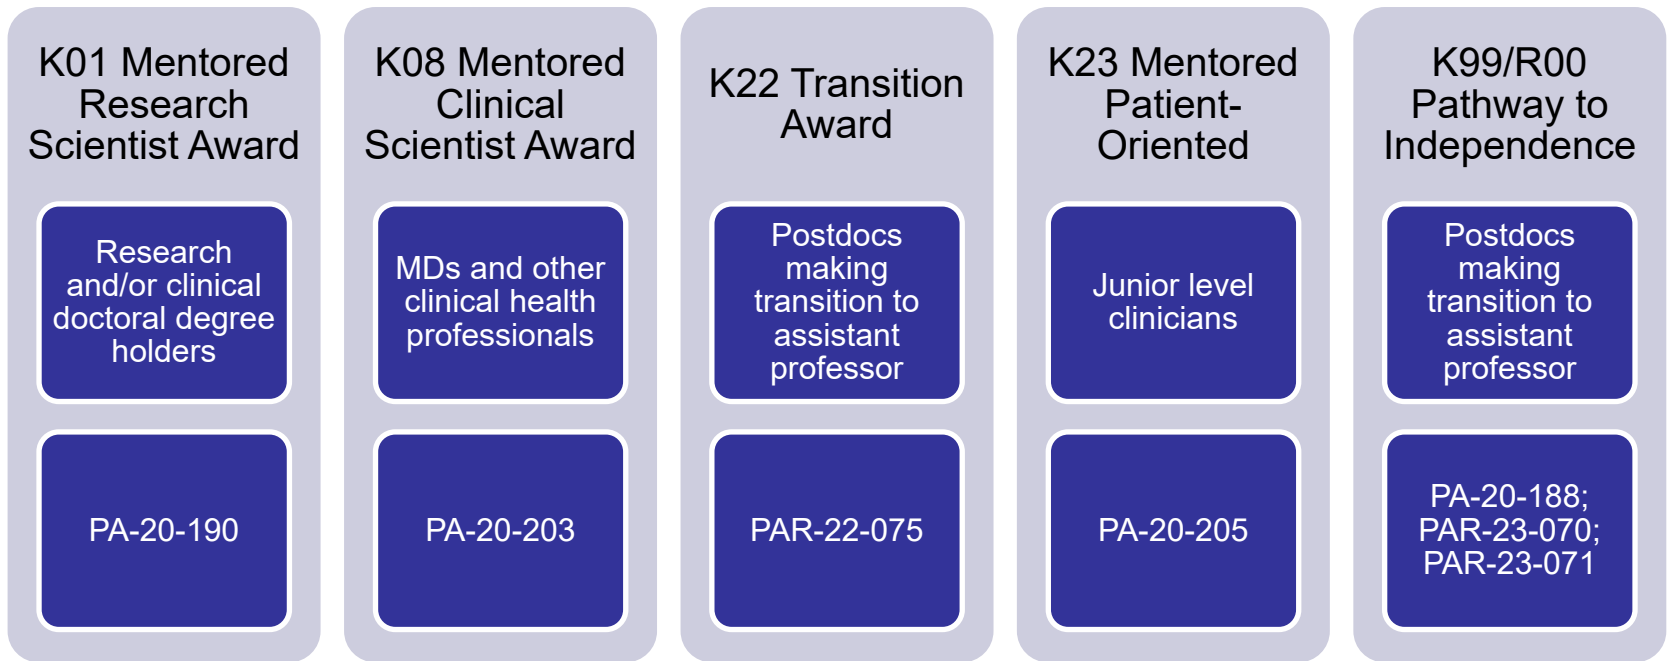 K01 Mentored
Research
Scientist Award
Research
and/or clinical
doctoral degree
holders
PA-20-190
K08 Mentored
Clinical
Scientist Award
MDs and other
clinical health
professionals
PA-20-203
K22 Transition
Award
Postdocs
making
transition to
assistant
professor
PAR-22-075
K23 Mentored
Patient-
Oriented
Junior level
clinicians
PA-20-205
K99/R00
Pathway to
Independence
Postdocs
making
transition to
assistant
professor
PA-20-188;
PAR-23-070;
PAR-23-071